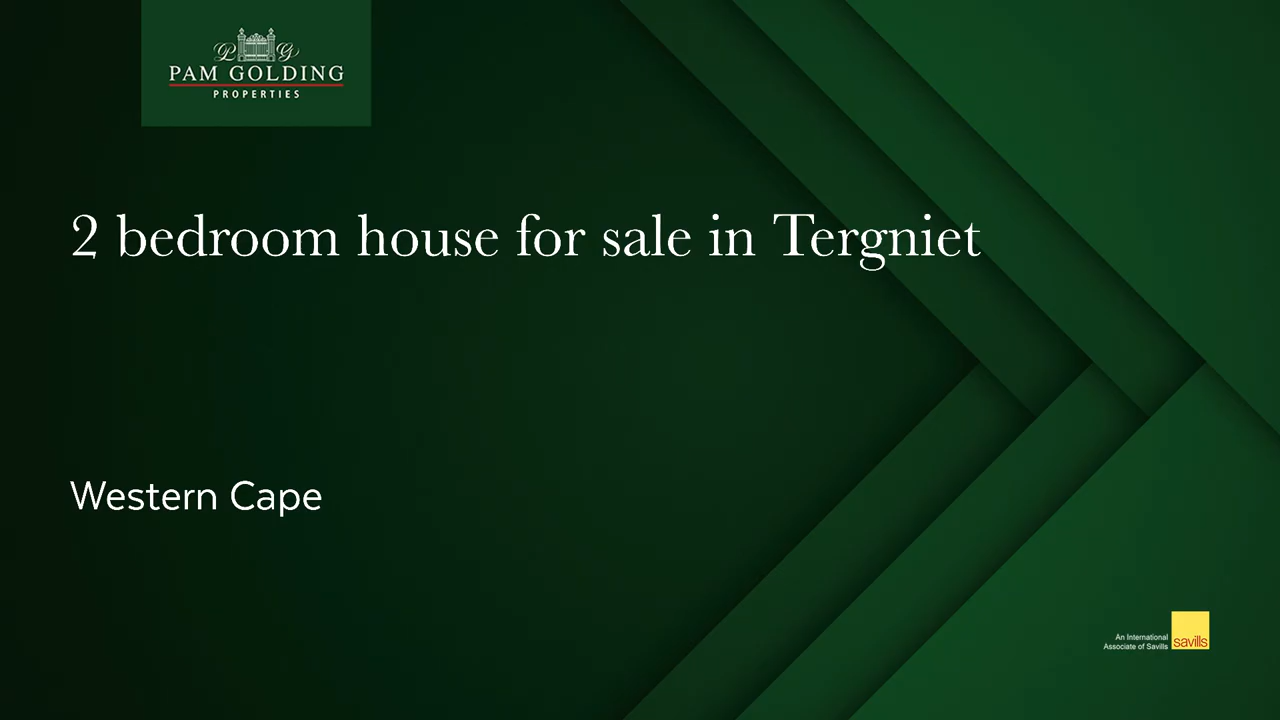 P G
PAM GOLDING
PROPERTIES
2 bedroom house for sale in Tergniet
Western Cape
An International
Associate of Savills
savills